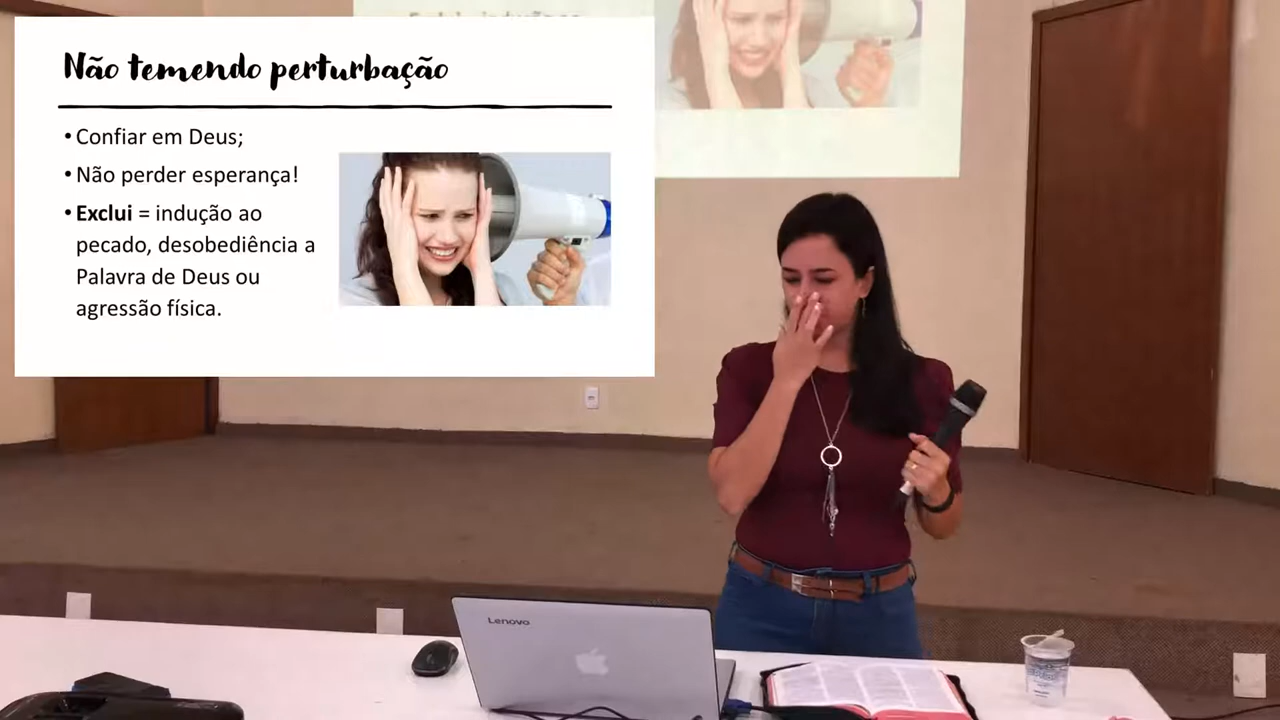 Não temendo perturbação
• Confiar em Deus;
• Não perder esperança!
• Exclui = indução ao
pecado, desobediência a
Palavra de Deus ou
agressão física.
Lenovo